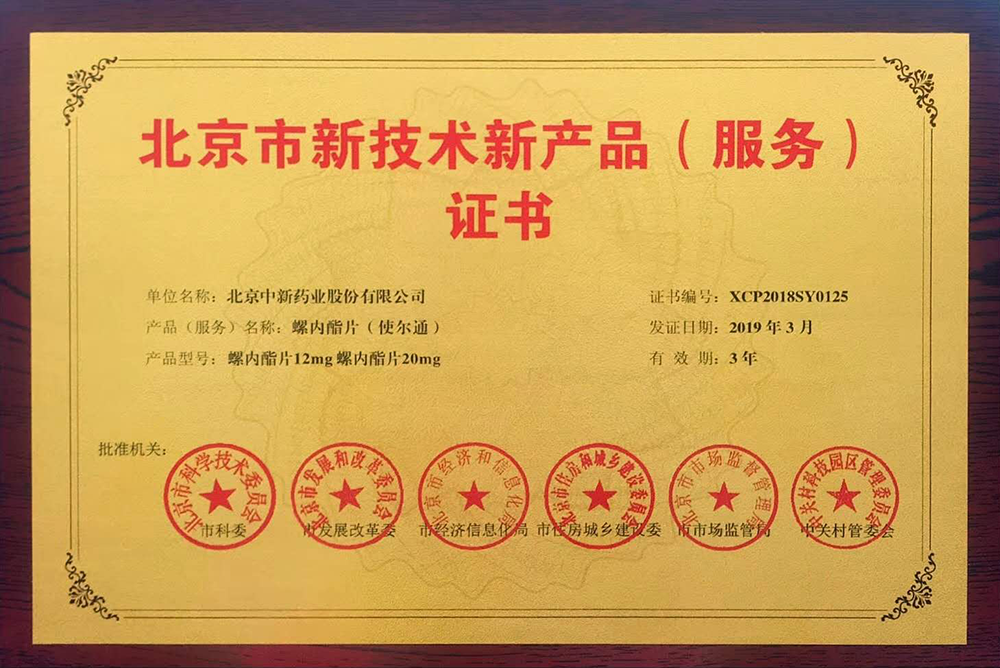 北京市新技术新产品（服务）
证书
单位名称：北京中新药业股份有限公司
证书编号：XCP2018SY0125
产品（服务）名称：螺内酯片（使尔通）
发证日期：2019年3月
产品型号：螺内酯片12mg 螺内酯片20mg
有 效 期：3年
批准机关：
北京市科学技术委员会
北京市发展和改革委员会
北京市经济和信息化局
北京市住房和城乡建设委员会
北京市市场监督管理局
中关村科技园区管理委员会
市科委
市发展改革委
市经济信息化局
市住房城乡建设委
市市场监管局
中关村管委会